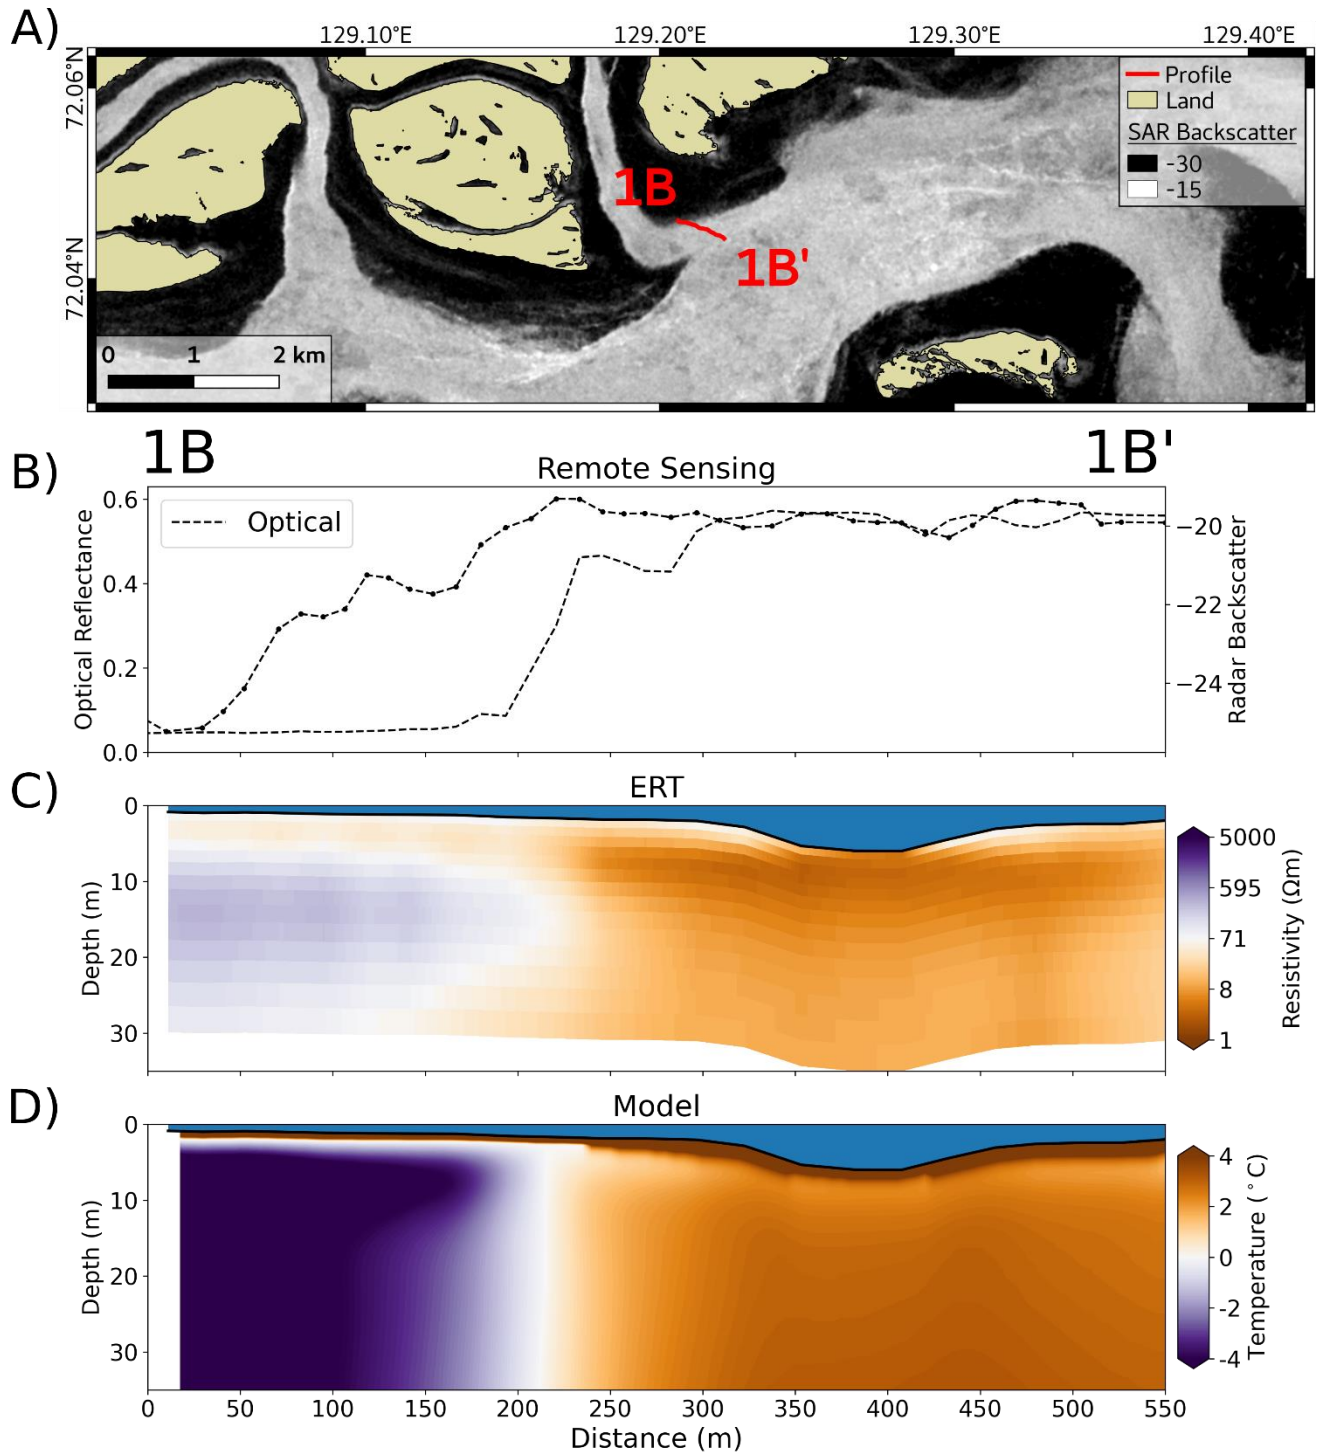 A)
129.10°E 129.20°E 129.30°E 129.40°E
72.06°N
72.04°N
Profile
Land
SAR Backscatter
-30
-15
1B
1B'
0 1 2 km
1B 1B'
B)
Remote Sensing
Optical
Optical Reflectance
0.6
0.4
0.2
0.0
−20
−22
−24
Radar Backscatter
C)
ERT
Depth (m)
0
10
20
30
5000
595
71
8
1
Resistivity (Ωm)
D)
Model
Depth (m)
0
10
20
30
4
2
0
-2
-4
Temperature (°C)
0 50 100 150 200 250 300 350 400 450 500 550
Distance (m)